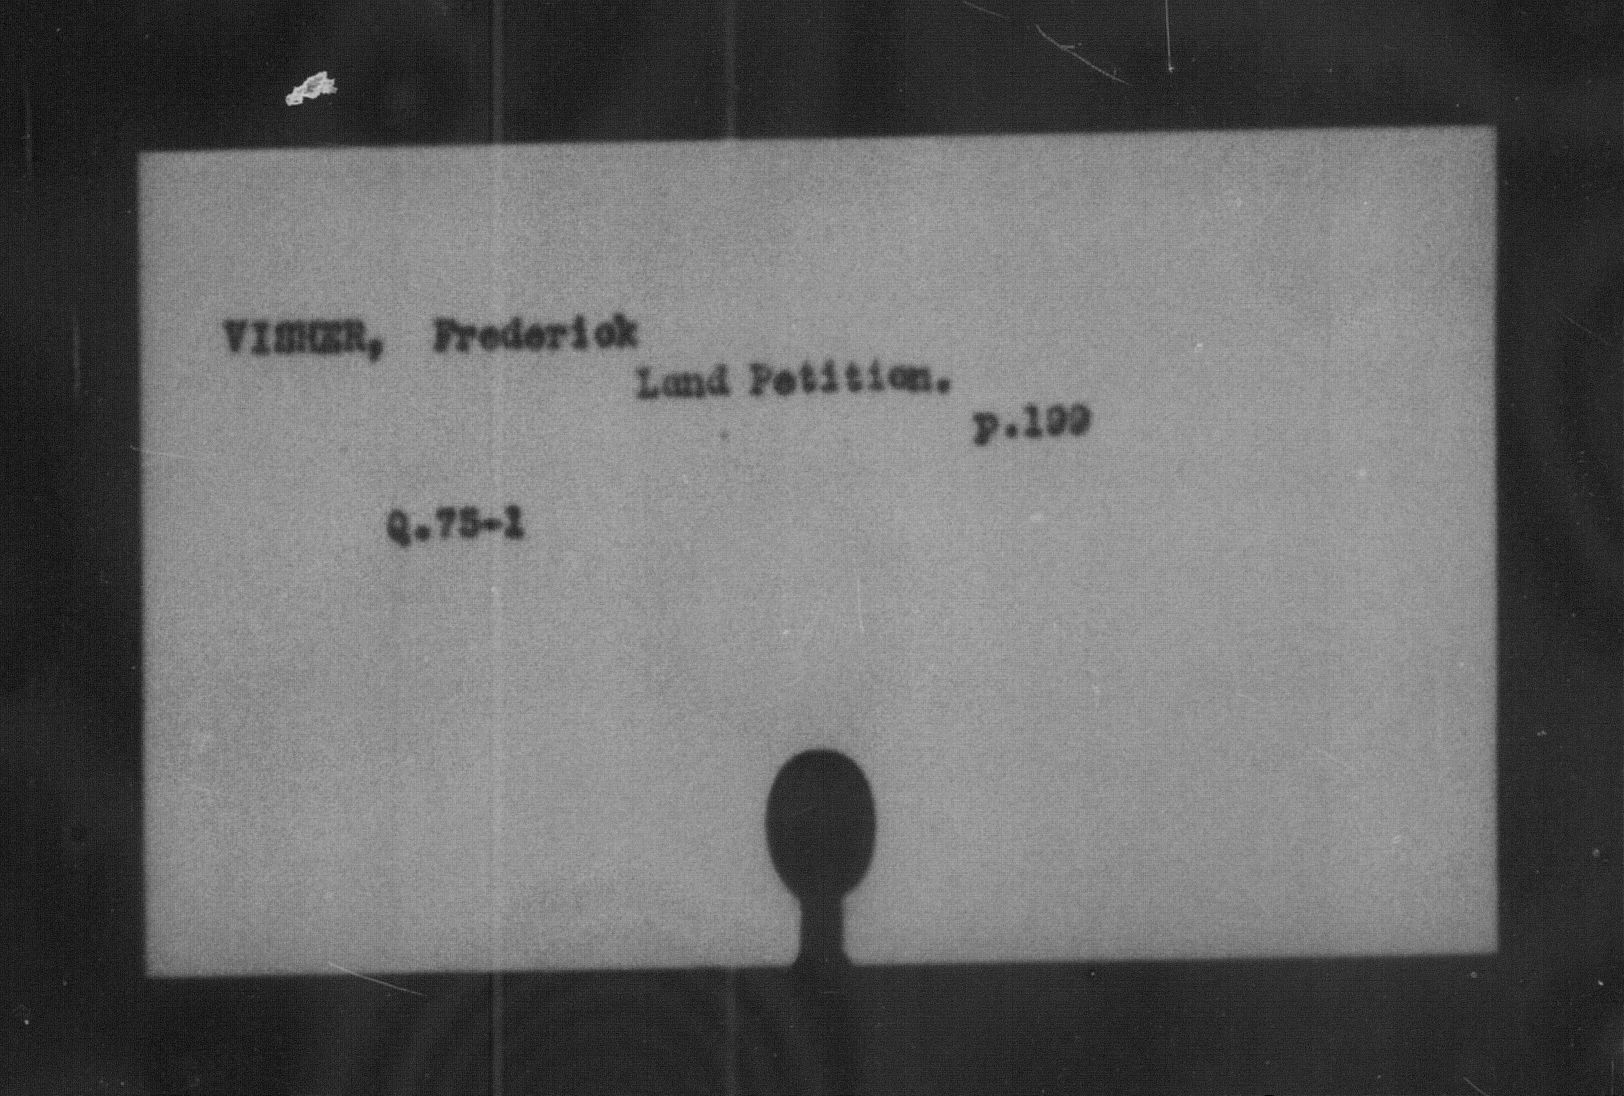 VISHER, Frederick
Land Petition.
p.199
Q.75-1